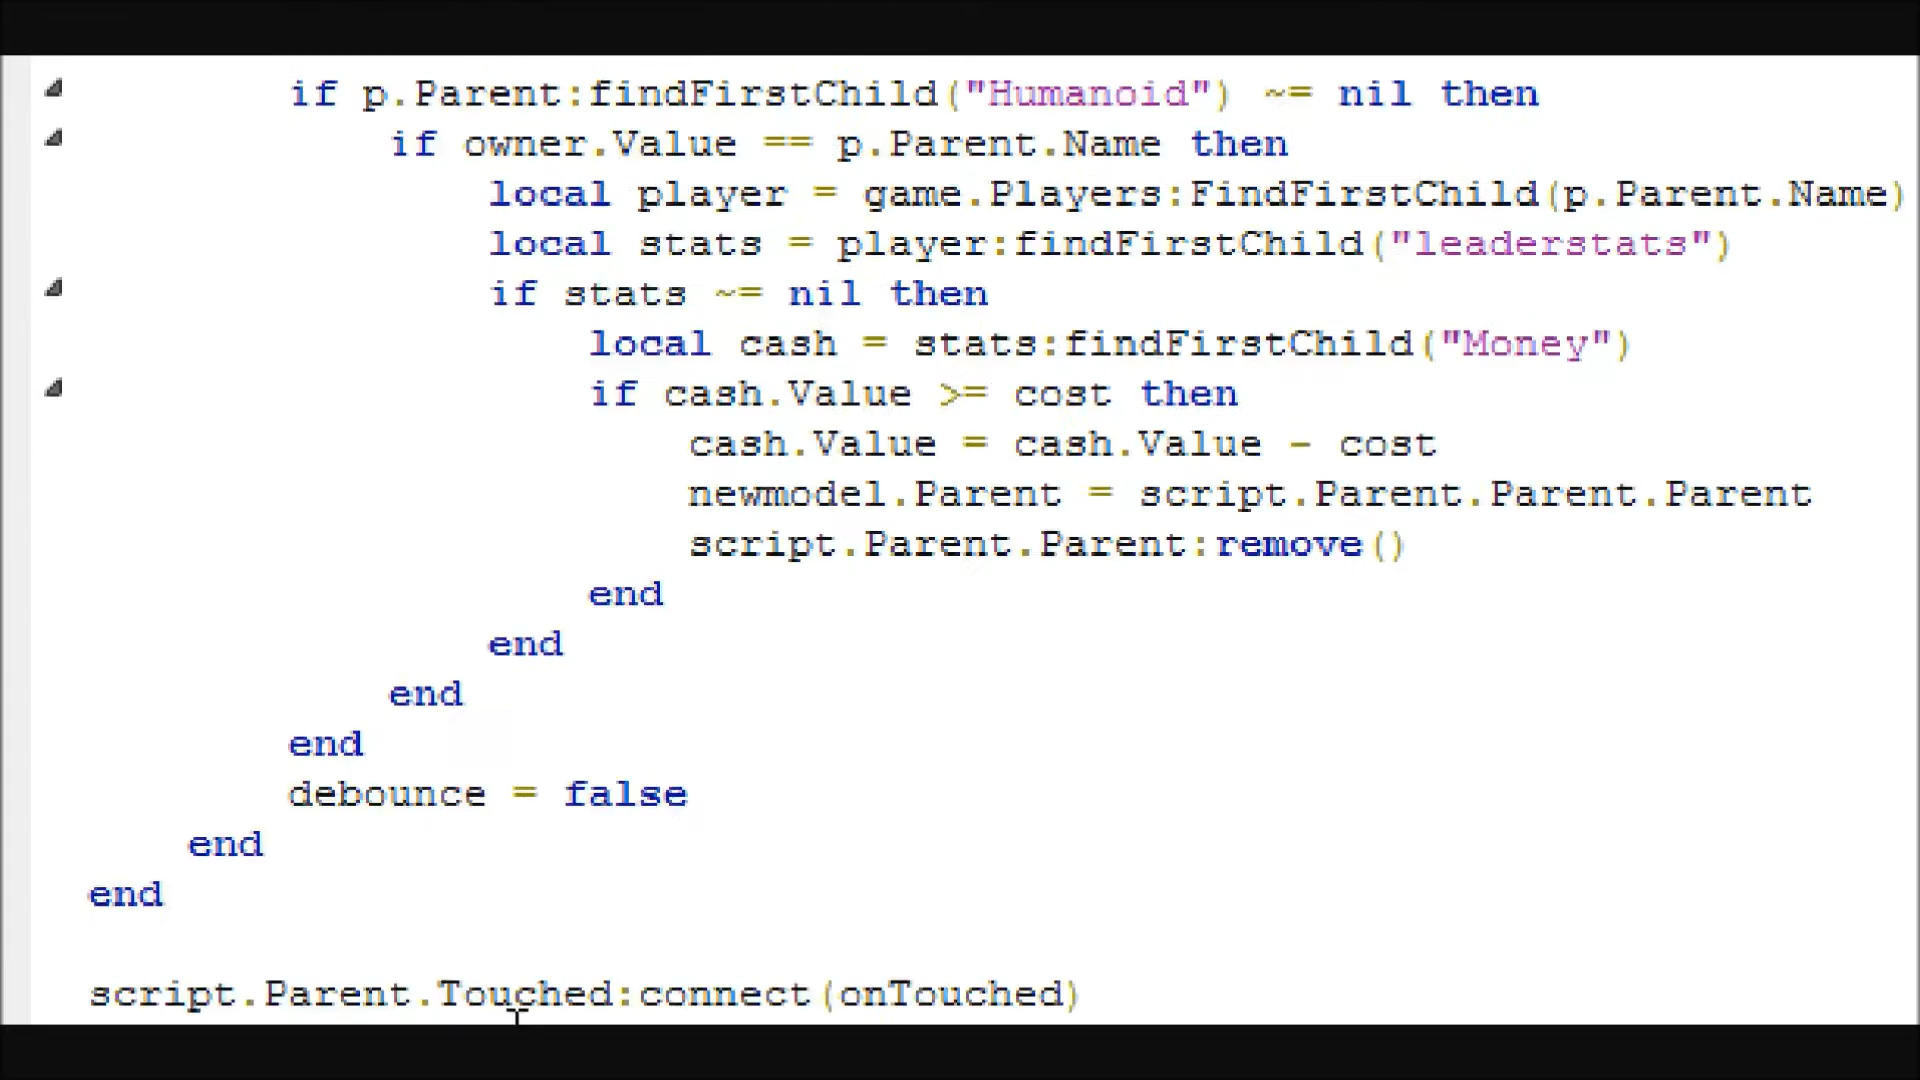 if p.Parent:findFirstChild("Humanoid") ~= nil then
if owner.Value == p.Parent.Name then
local player = game.Players:FindFirstChild(p.Parent.Name)
local stats = player:findFirstChild("leaderstats")
if stats ~= nil then
local cash = stats:findFirstChild("Money")
if cash.Value >= cost then
cash.Value = cash.Value - cost
newmodel.Parent = script.Parent.Parent.Parent
script.Parent.Parent:remove()
end
end
end
end
debounce = false
end
end
script.Parent.Touched:connect(onTouched)